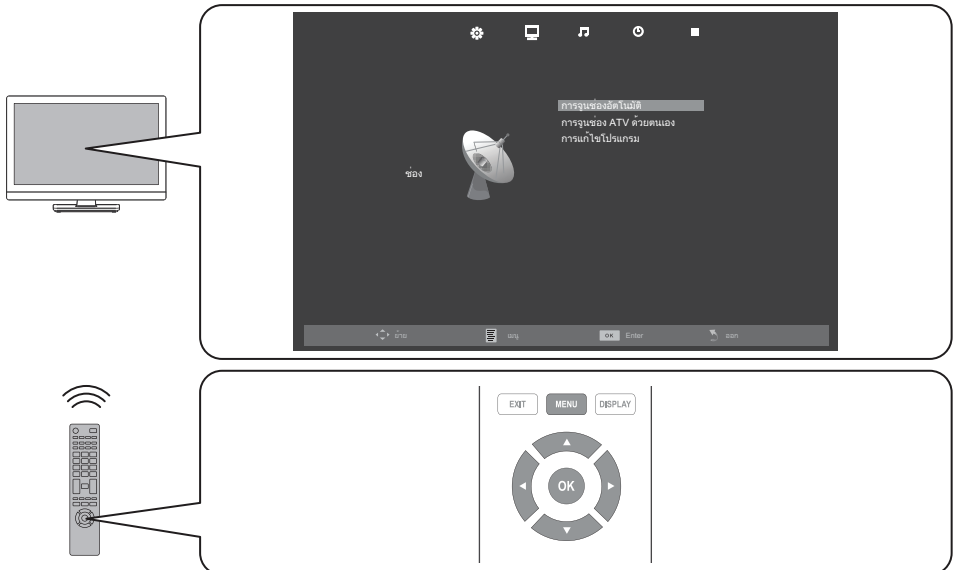 การจูนช่องอัตโนมัติ
การจูนช่อง ATV ด้วยตนเอง
การแก้ไขโปรแกรม
ช่อง
ย้าย เมนู OK Enter ออก
EXIT MENU DISPLAY
OK